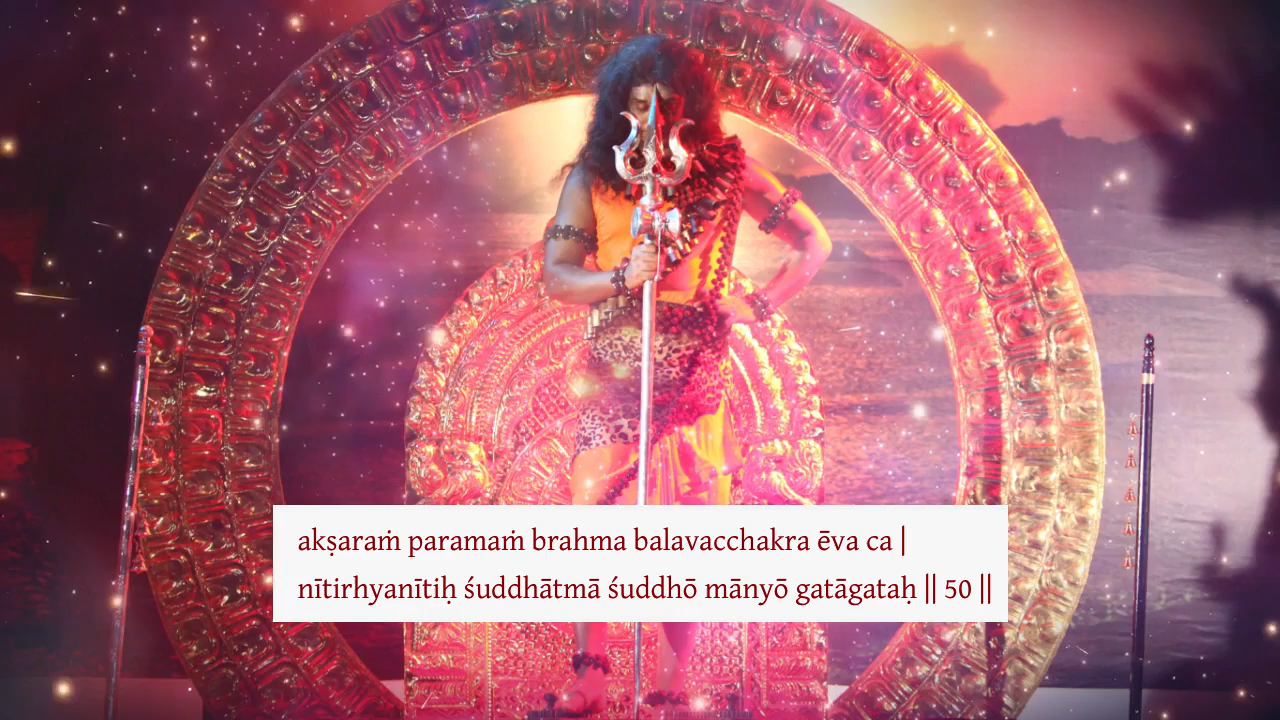 akṣaraṁ paramaṁ brahma balavacchakra ēva ca |
nītirhyanītiḥ śuddhātmā śuddhō mānyō gatāgataḥ || 50 ||